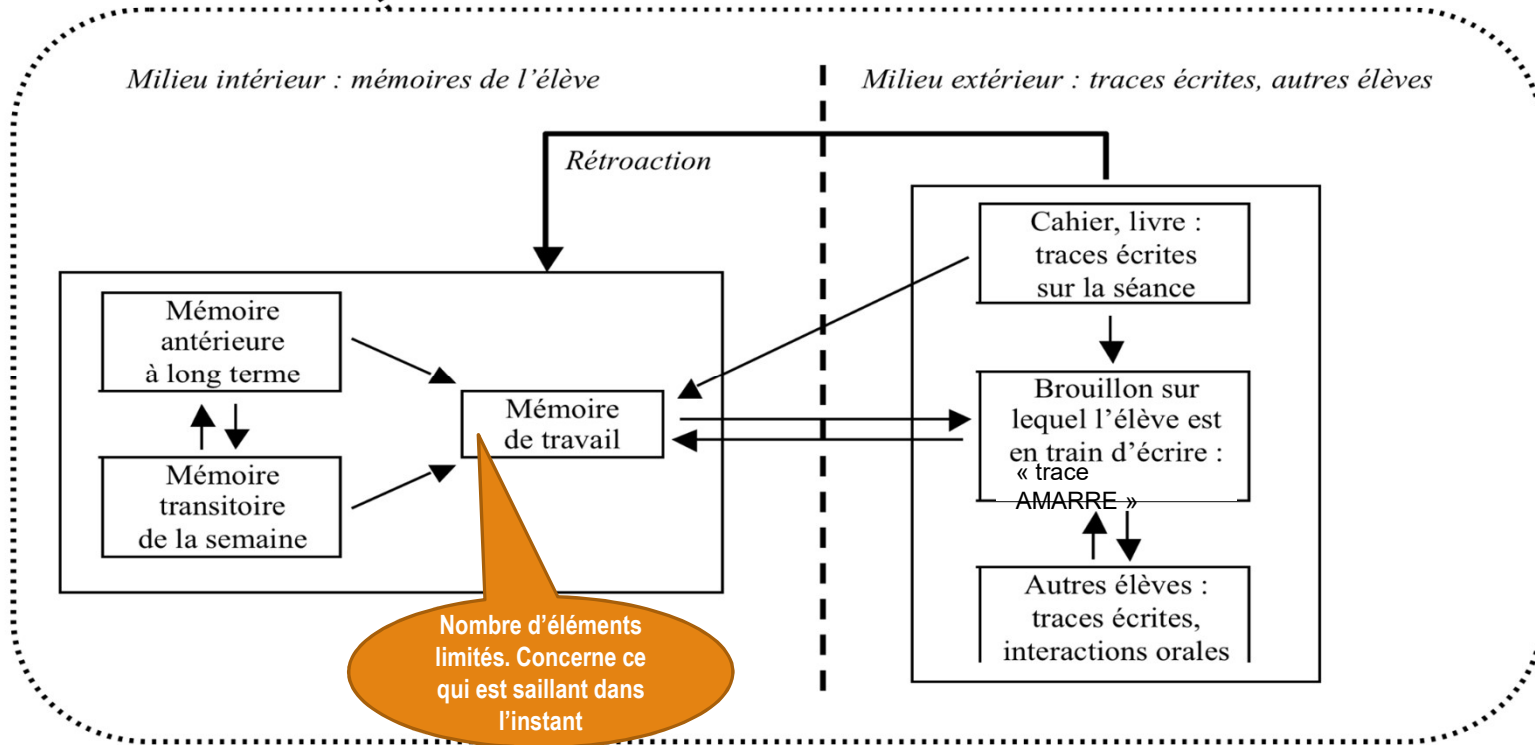 Milieu intérieur : mémoires de l’élève
Milieu extérieur : traces écrites, autres élèves
Rétroaction
Mémoire
antérieure
à long terme
Mémoire
transitoire
de la semaine
Mémoire
de travail
Nombre d’éléments
limités. Concerne ce
qui est saillant dans
l’instant
Cahier, livre :
traces écrites
sur la séance
Brouillon sur
lequel l’élève est
en train d’écrire :
« trace
AMARRE »
Autres élèves :
traces écrites,
interactions orales